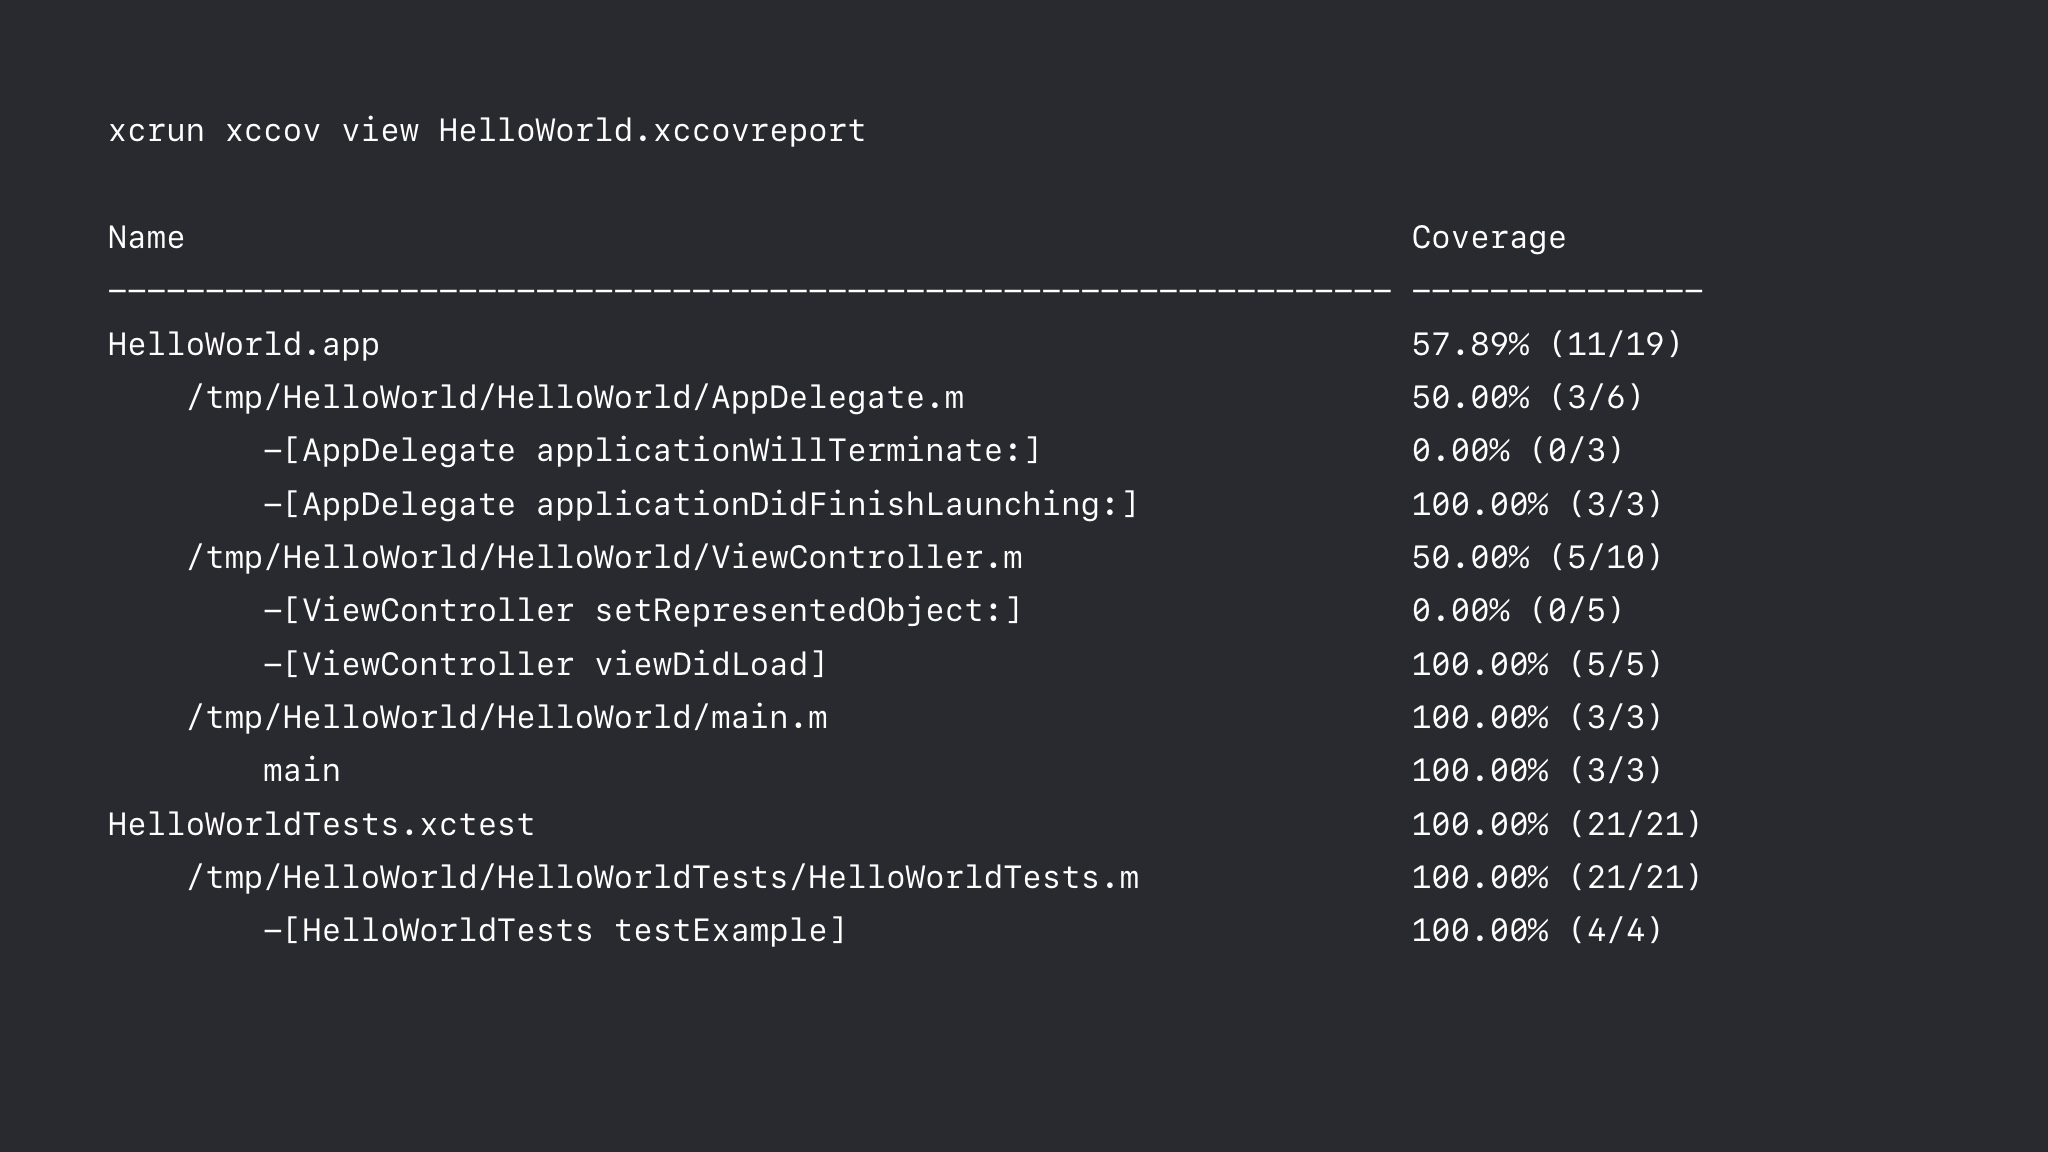 xcrun xccov view HelloWorld.xccovreport
Name Coverage
------------------------------------------------------------------ ---------------
HelloWorld.app 57.89% (11/19)
/tmp/HelloWorld/HelloWorld/AppDelegate.m 50.00% (3/6)
-[AppDelegate applicationWillTerminate:] 0.00% (0/3)
-[AppDelegate applicationDidFinishLaunching:] 100.00% (3/3)
/tmp/HelloWorld/HelloWorld/ViewController.m 50.00% (5/10)
-[ViewController setRepresentedObject:] 0.00% (0/5)
-[ViewController viewDidLoad] 100.00% (5/5)
/tmp/HelloWorld/HelloWorld/main.m 100.00% (3/3)
main 100.00% (3/3)
HelloWorldTests.xctest 100.00% (21/21)
/tmp/HelloWorld/HelloWorldTests/HelloWorldTests.m 100.00% (21/21)
-[HelloWorldTests testExample] 100.00% (4/4)